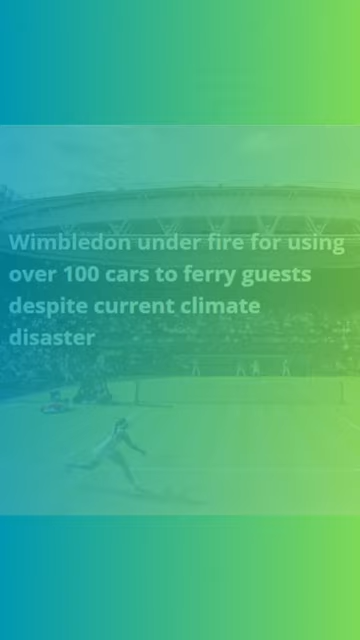 Wimbledon under fire for using
over 100 cars to ferry guests
despite current climate
disaster